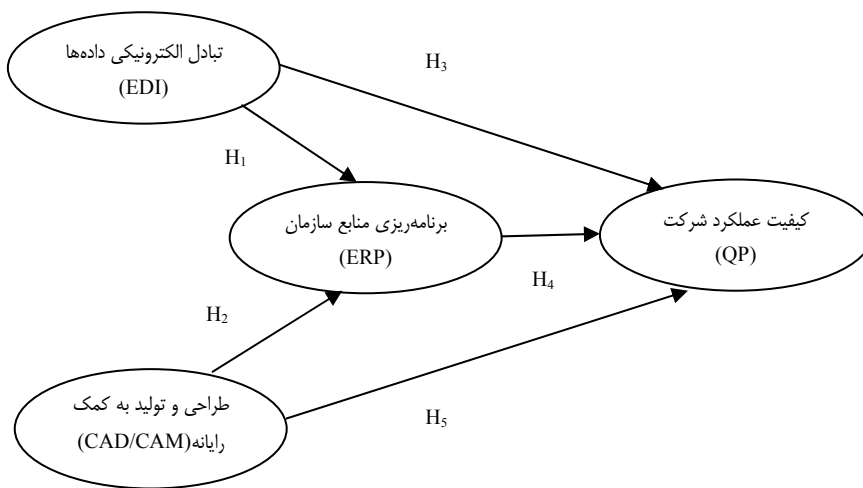 تبادل الکترونیکی داده‌ها
(EDI)
H3
H1
برنامه‌ریزی منابع سازمان
(ERP)
کیفیت عملکرد شرکت
(QP)
H4
H2
طراحی و تولید به کمک
رایانه(CAD/CAM)
H5